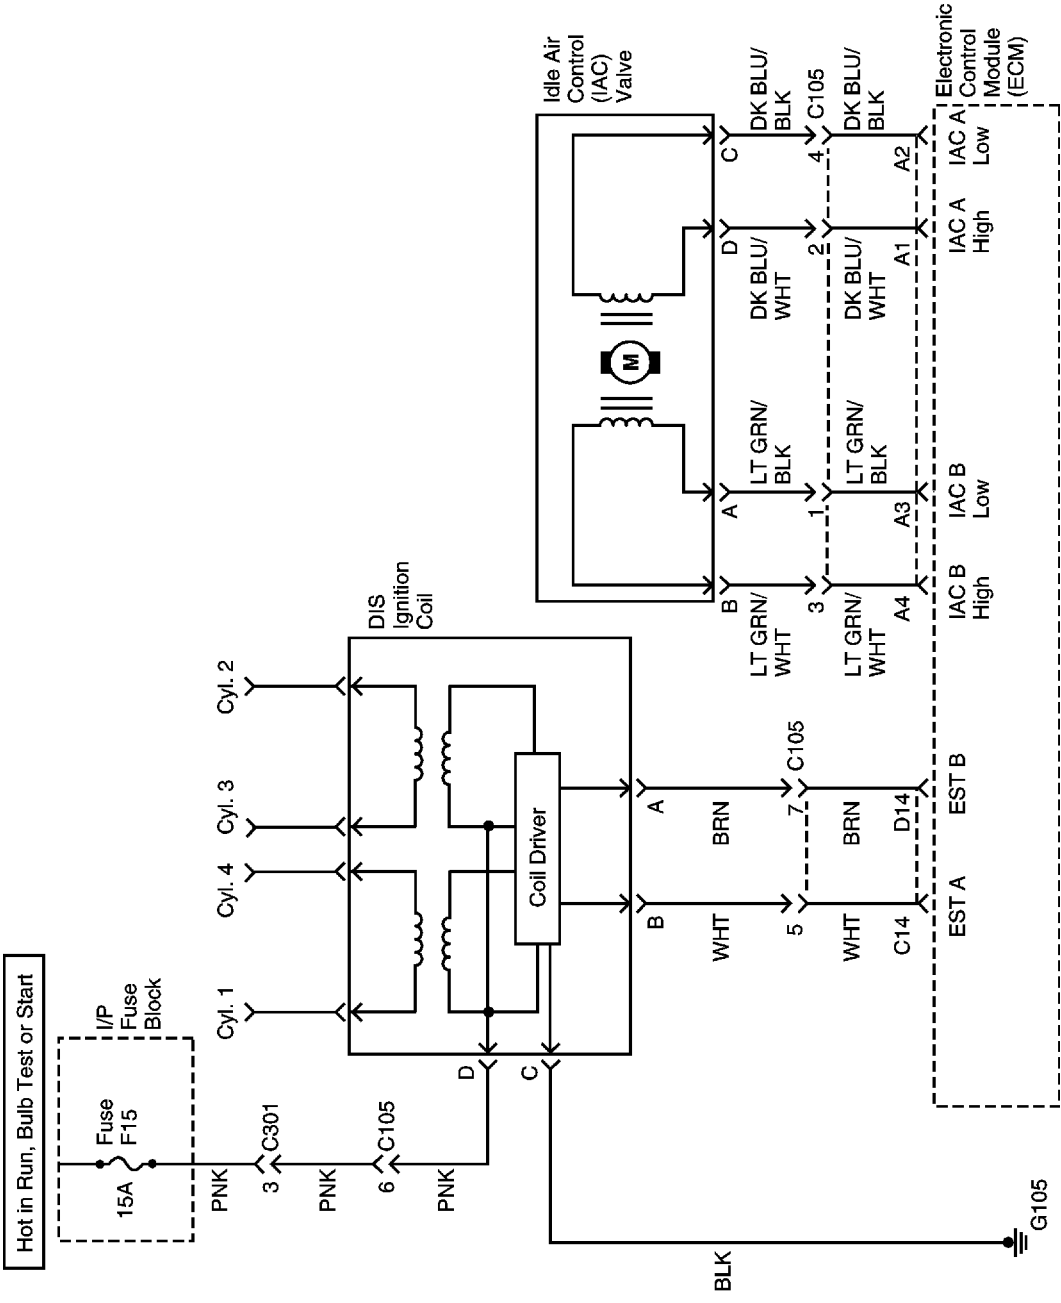 Hot in Run, Bulb Test or Start
I/P
Fuse
Block
Fuse
F15
15A
PNK
3
C301
PNK
6
C105
PNK
D
C
BLK
G105
Cyl. 1
Cyl. 4
Cyl. 3
Cyl. 2
DIS
Ignition
Coil
Coil Driver
B
A
WHT
BRN
5
7
C105
WHT
BRN
C14
D14
EST A
EST B
Idle Air
Control
(IAC)
Valve
M
B
A
D
C
LT GRN/
WHT
LT GRN/
BLK
DK BLU/
WHT
DK BLU/
BLK
3
1
2
4
C105
LT GRN/
WHT
LT GRN/
BLK
DK BLU/
WHT
DK BLU/
BLK
A4
A3
A1
A2
IAC B
High
IAC B
Low
IAC A
High
IAC A
Low
Electronic
Control
Module
(ECM)